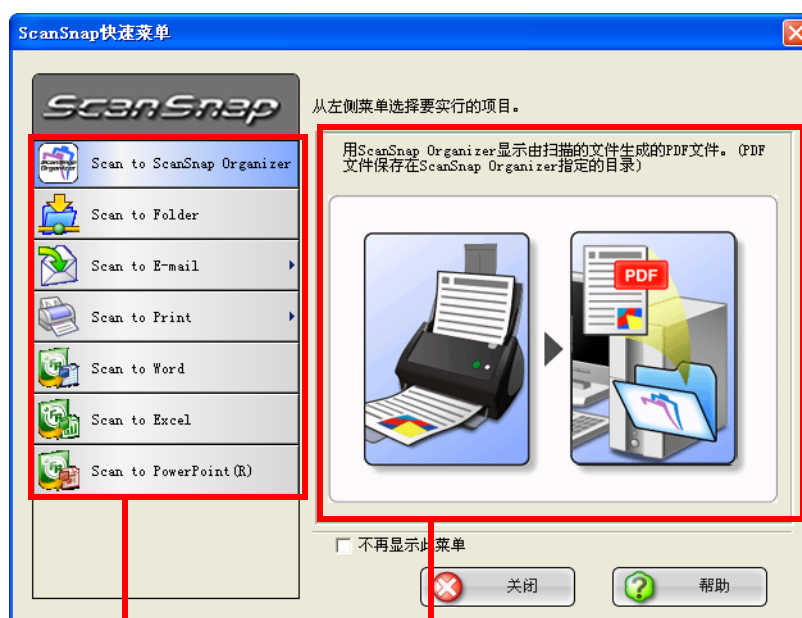 ScanSnap快速菜单
ScanSnap
从左侧菜单选择要实行的项目。
Scan to ScanSnap Organizer
Scan to Folder
Scan to E-mail
Scan to Print
Scan to Word
Scan to Excel
Scan to PowerPoint(R)
用ScanSnap Organizer显示由扫描的文件生成的PDF文件。(PDF
文件保存在ScanSnap Organizer指定的目录)
PDF
不再显示此菜单
关闭
帮助